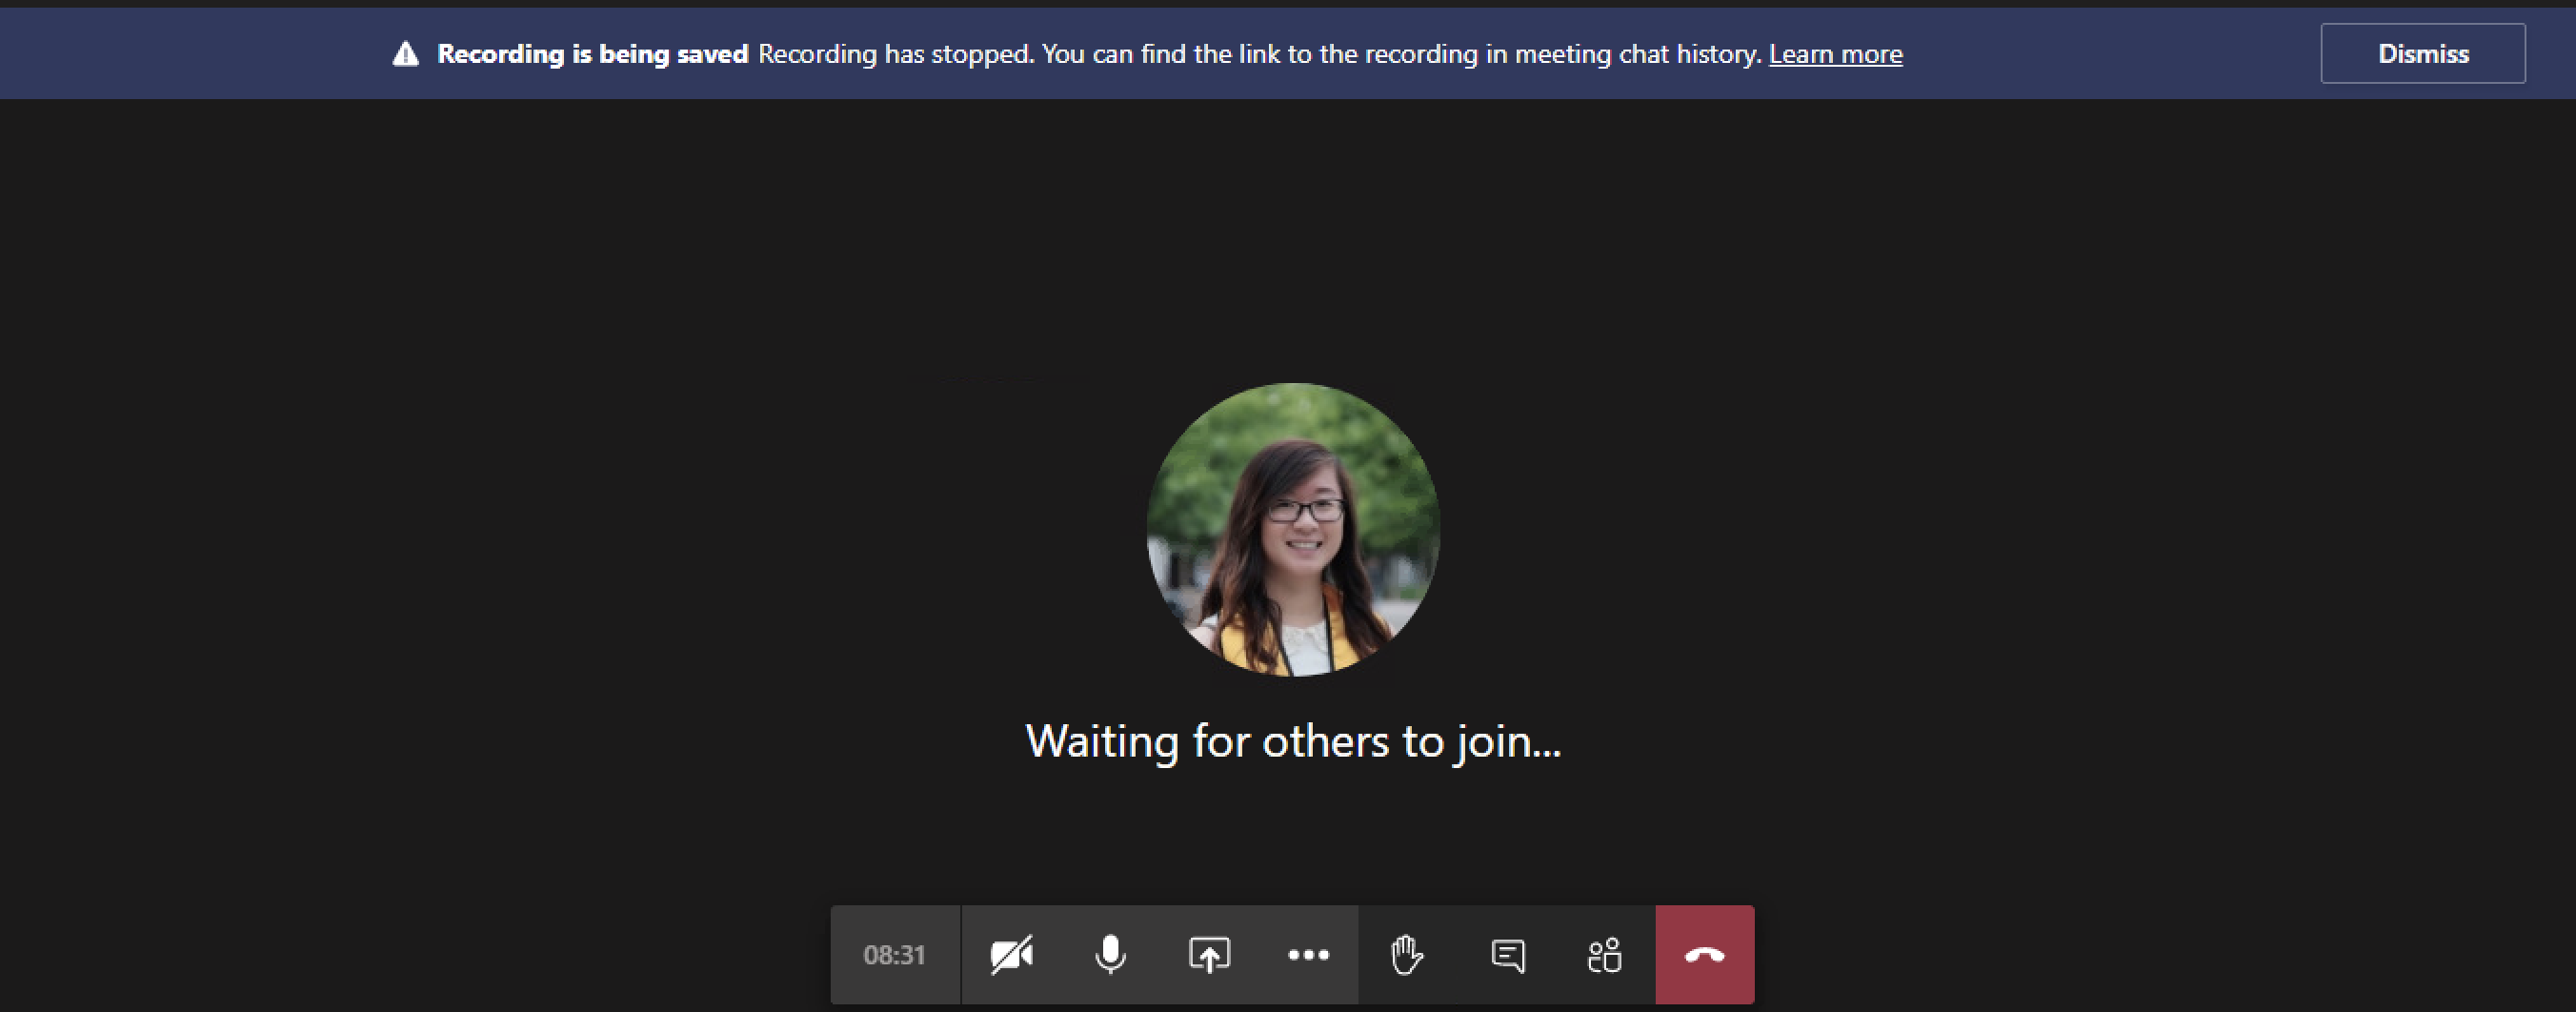 Recording is being saved Recording has stopped. You can find the link to the recording in meeting chat history. Learn more
Dismiss
Waiting for others to join...
08:31